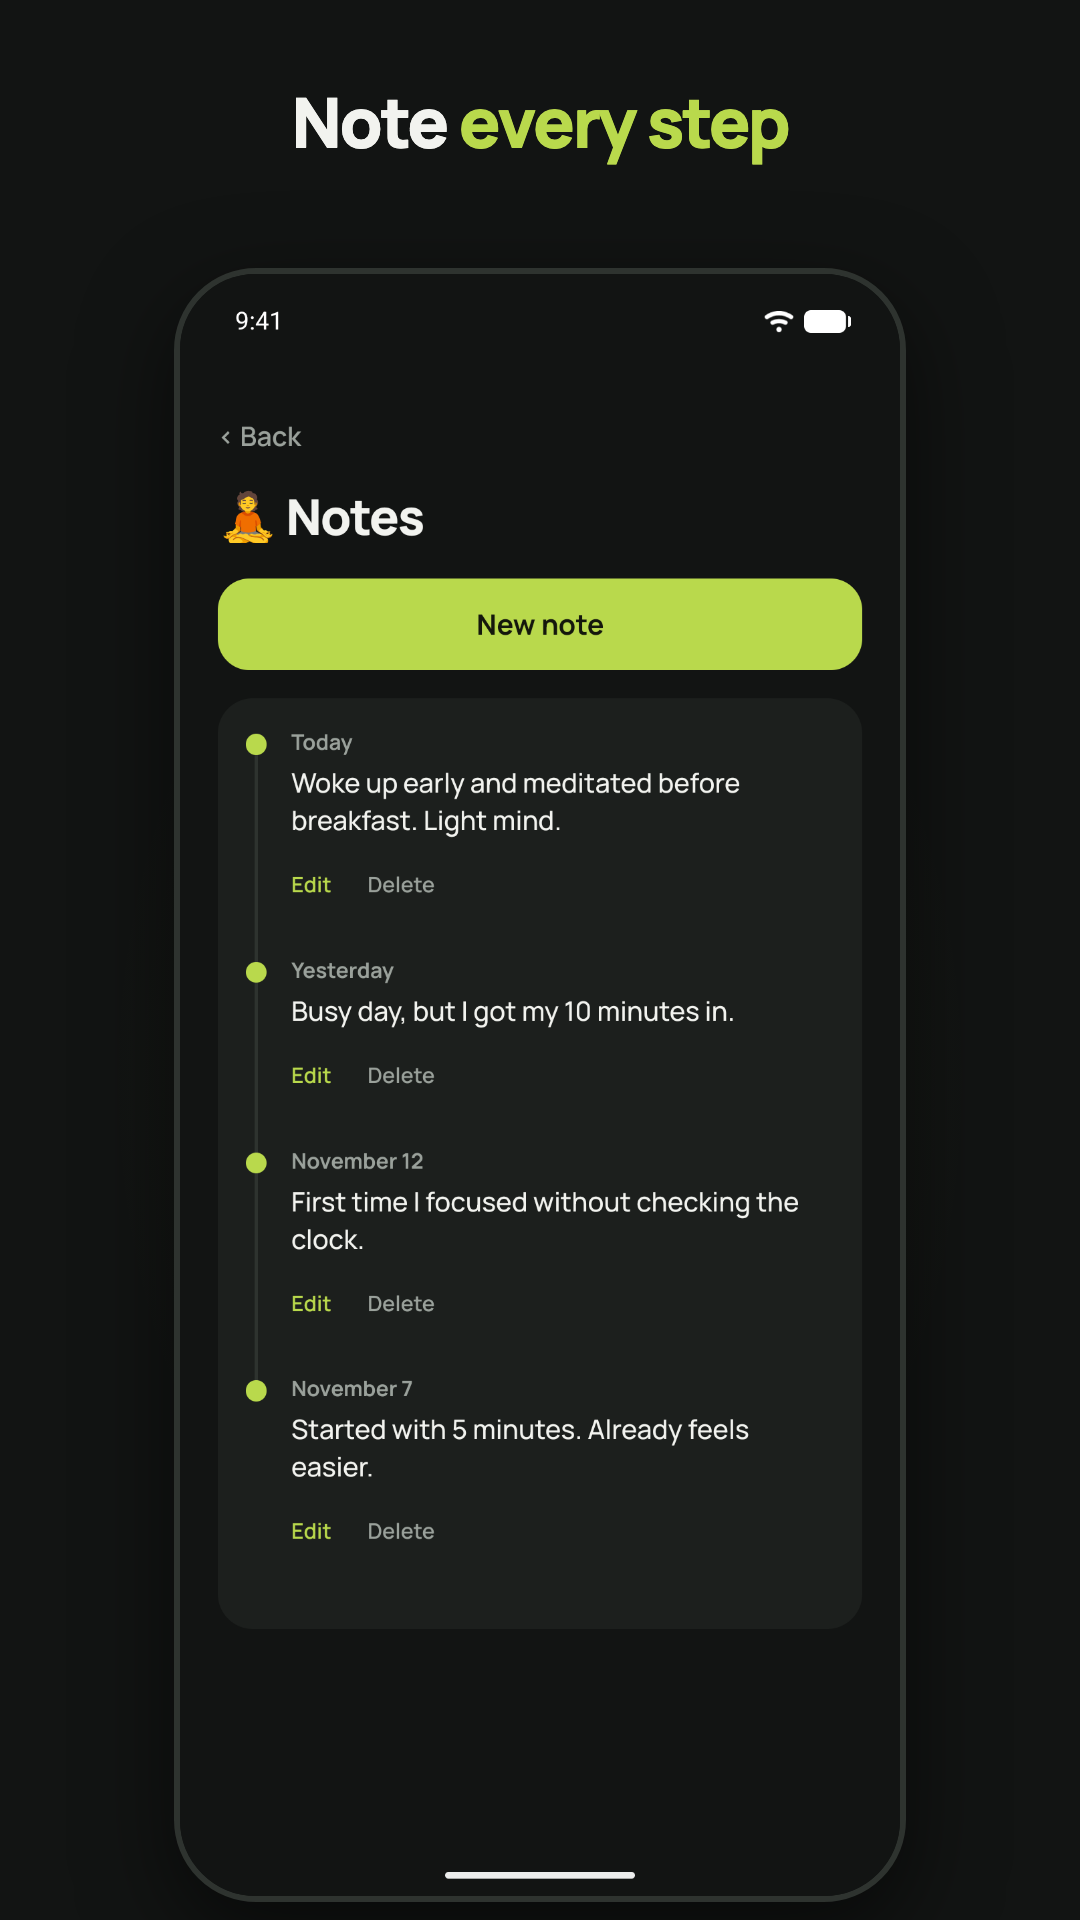 Note every step
9:41
‹ Back
🧘 Notes
New note
Today
Woke up early and meditated before
breakfast. Light mind.
Edit Delete
Yesterday
Busy day, but I got my 10 minutes in.
Edit Delete
November 12
First time I focused without checking the
clock.
Edit Delete
November 7
Started with 5 minutes. Already feels
easier.
Edit Delete